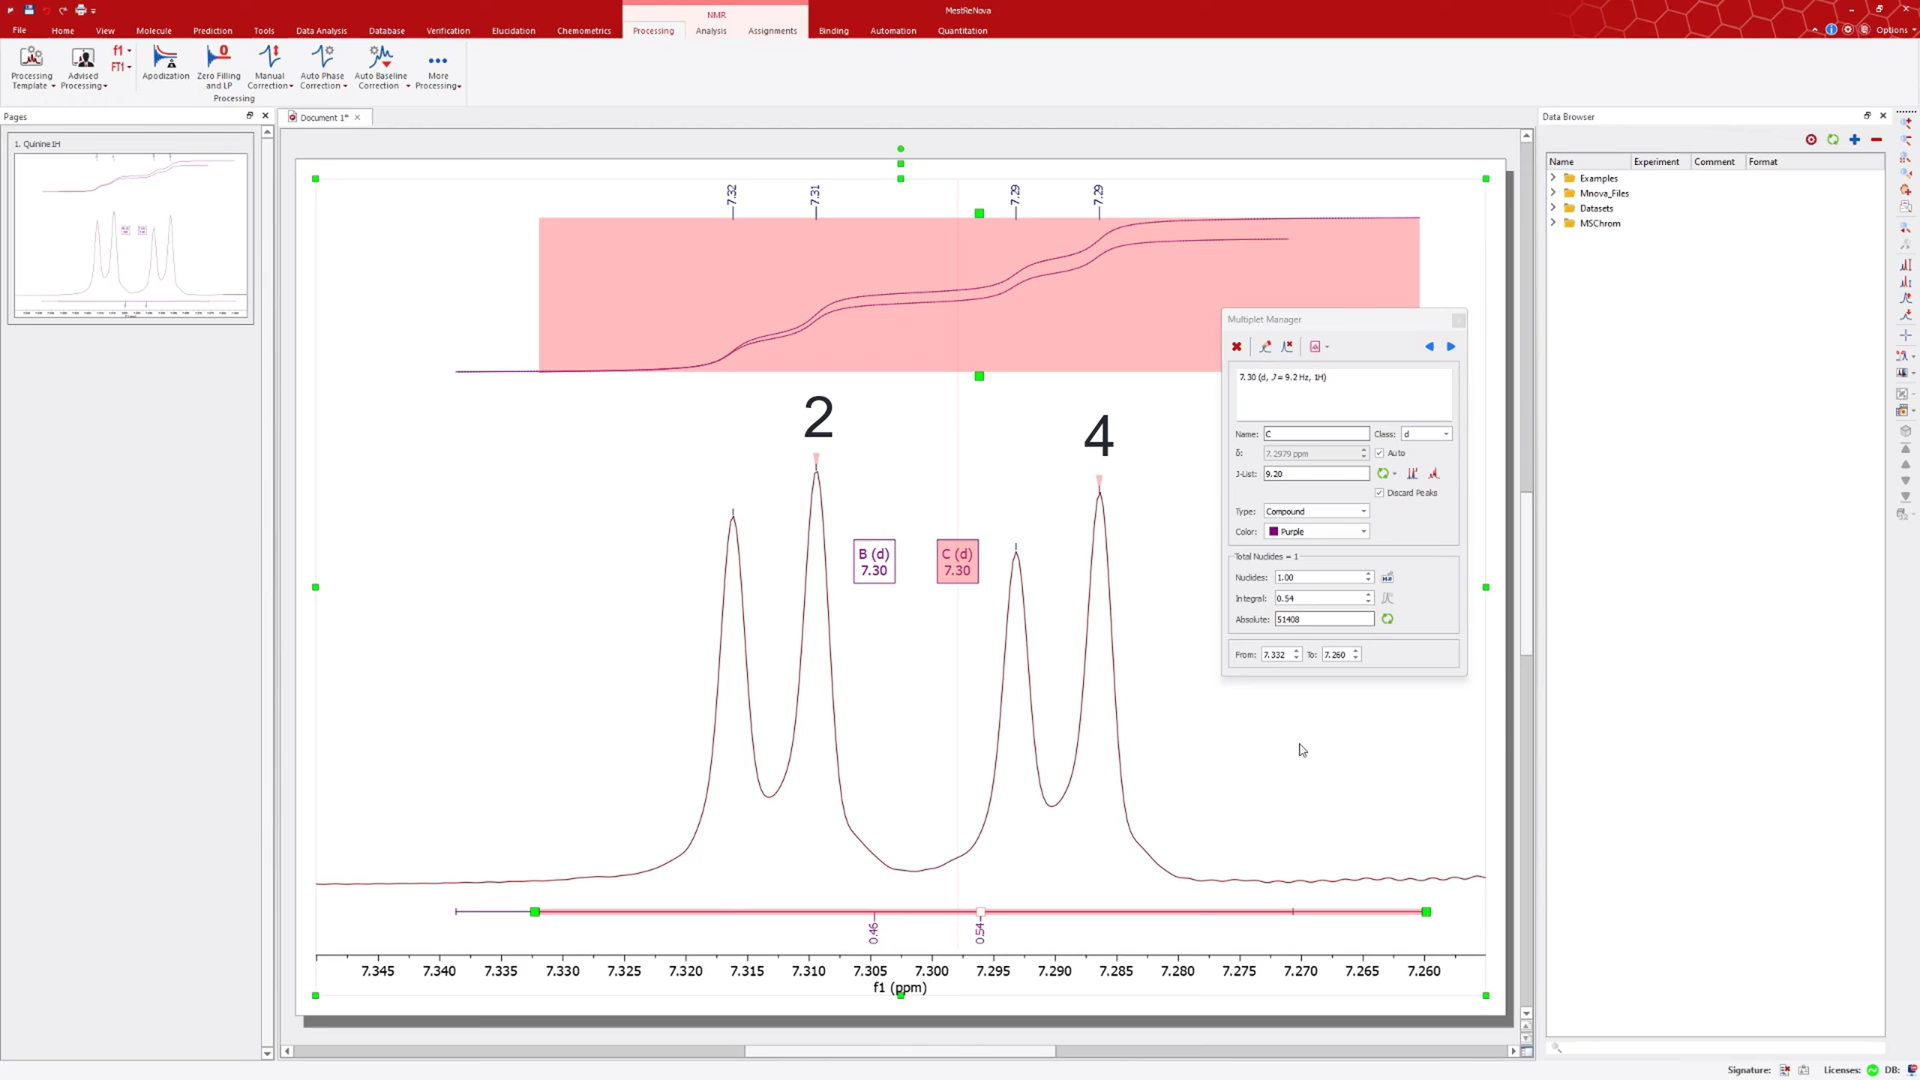 MestReNova
NMR
File Home View Molecule Prediction Tools Data Analysis Database Verification Elucidation Chemometrics Processing Analysis Assignments Binding Automation Quantitation
Options
f1
FT1
Processing Template
Advised Processing
Apodization
Zero Filling and LP
Manual Correction
Auto Phase Correction
Auto Baseline Correction
More Processing
Processing
Pages
Document 1*
Data Browser
1. Quinine1H
Name Experiment Comment Format
Examples
Mnova_Files
Datasets
MSChrom
7.32
7.31
7.29
7.29
2
4
B (d)
7.30
C (d)
7.30
Multiplet Manager
7.30 (d, J = 9.2 Hz, 1H)
Name: C Class: d
δ: 7.2979 ppm Auto
J-List: 9.20
Discard Peaks
Type: Compound
Color: Purple
Total Nuclides = 1
Nuclides: 1.00
Integral: 0.54
Absolute: 51408
From: 7.332 To: 7.260
0.46
0.54
7.345 7.340 7.335 7.330 7.325 7.320 7.315 7.310 7.305 7.300 7.295 7.290 7.285 7.280 7.275 7.270 7.265 7.260
f1 (ppm)
Signature: Licenses: DB: